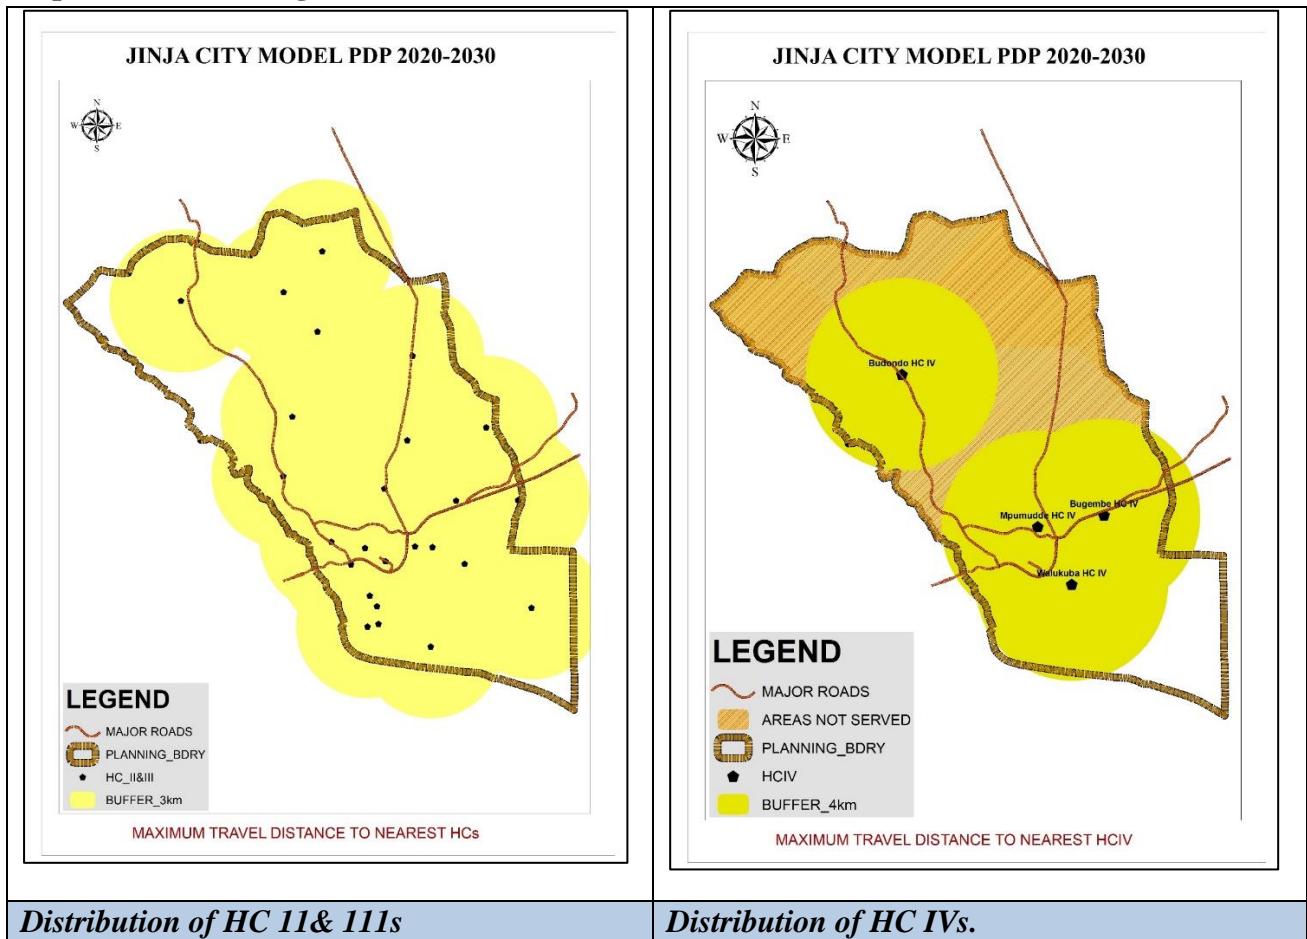 JINJA CITY MODEL PDP 2020-2030
N
W
E
S
LEGEND
MAJOR ROADS
PLANNING_BDRY
HC_II&III
BUFFER_3km
MAXIMUM TRAVEL DISTANCE TO NEAREST HCs
Distribution of HC 11& 111s
JINJA CITY MODEL PDP 2020-2030
N
W
E
S
Budondo HC IV
Bugembe HC IV
Mpumudde HC IV
Walukuba HC IV
LEGEND
MAJOR ROADS
AREAS NOT SERVED
PLANNING_BDRY
HCIV
BUFFER_4km
MAXIMUM TRAVEL DISTANCE TO NEAREST HCIV
Distribution of HC IVs.